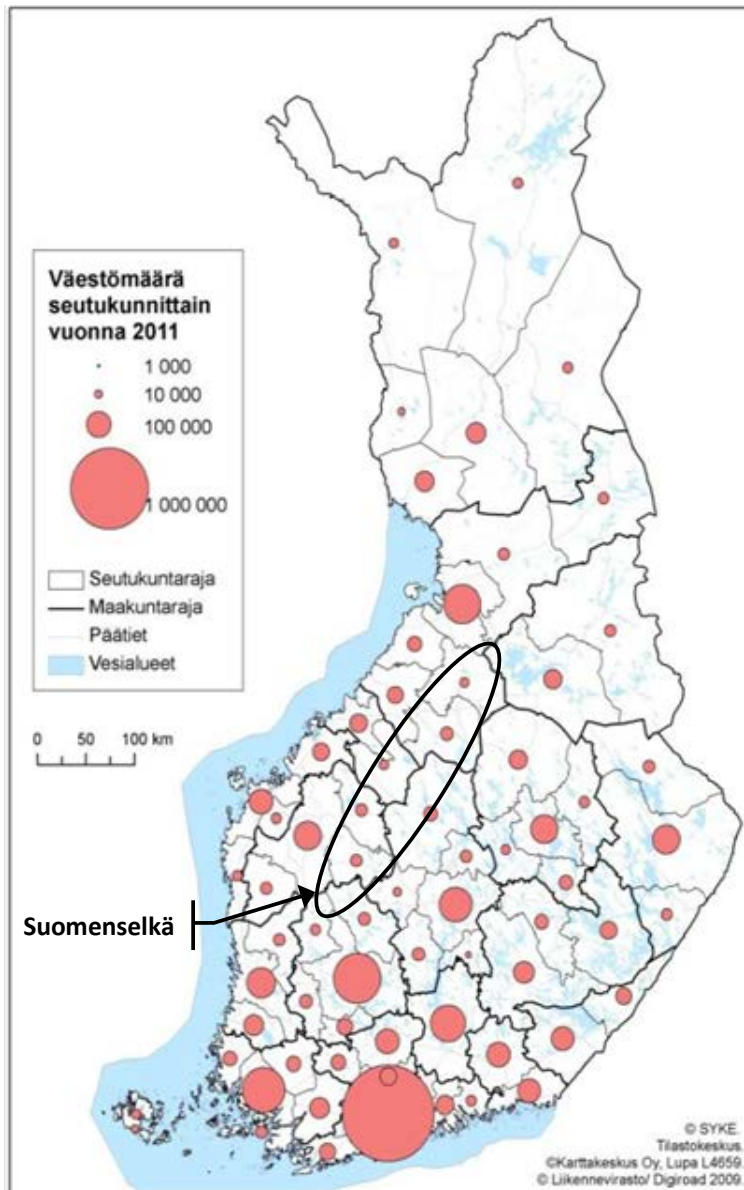 Väestömäärä
seutukunnittain
vuonna 2011
1 000
10 000
100 000
1 000 000
Seutukuntaraja
Maakuntaraja
Päätiet
Vesialueet
0 50 100 km
Suomenselkä
© SYKE.
Tilastokeskus.
©Karttakeskus Oy, Lupa L4659.
© Liikennevirasto/ Digiroad 2009.